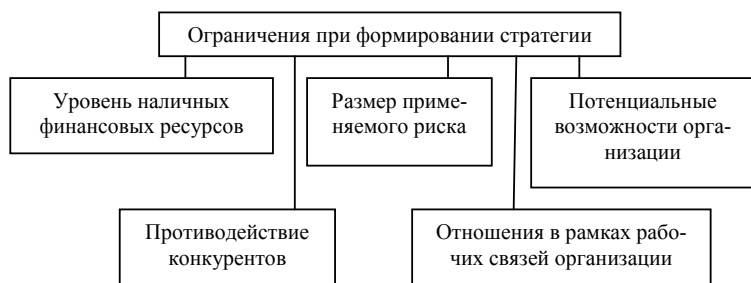 Ограничения при формировании стратегии
Уровень наличных
финансовых ресурсов
Размер приме-
няемого риска
Потенциальные
возможности орга-
низации
Противодействие
конкурентов
Отношения в рамках рабо-
чих связей организации